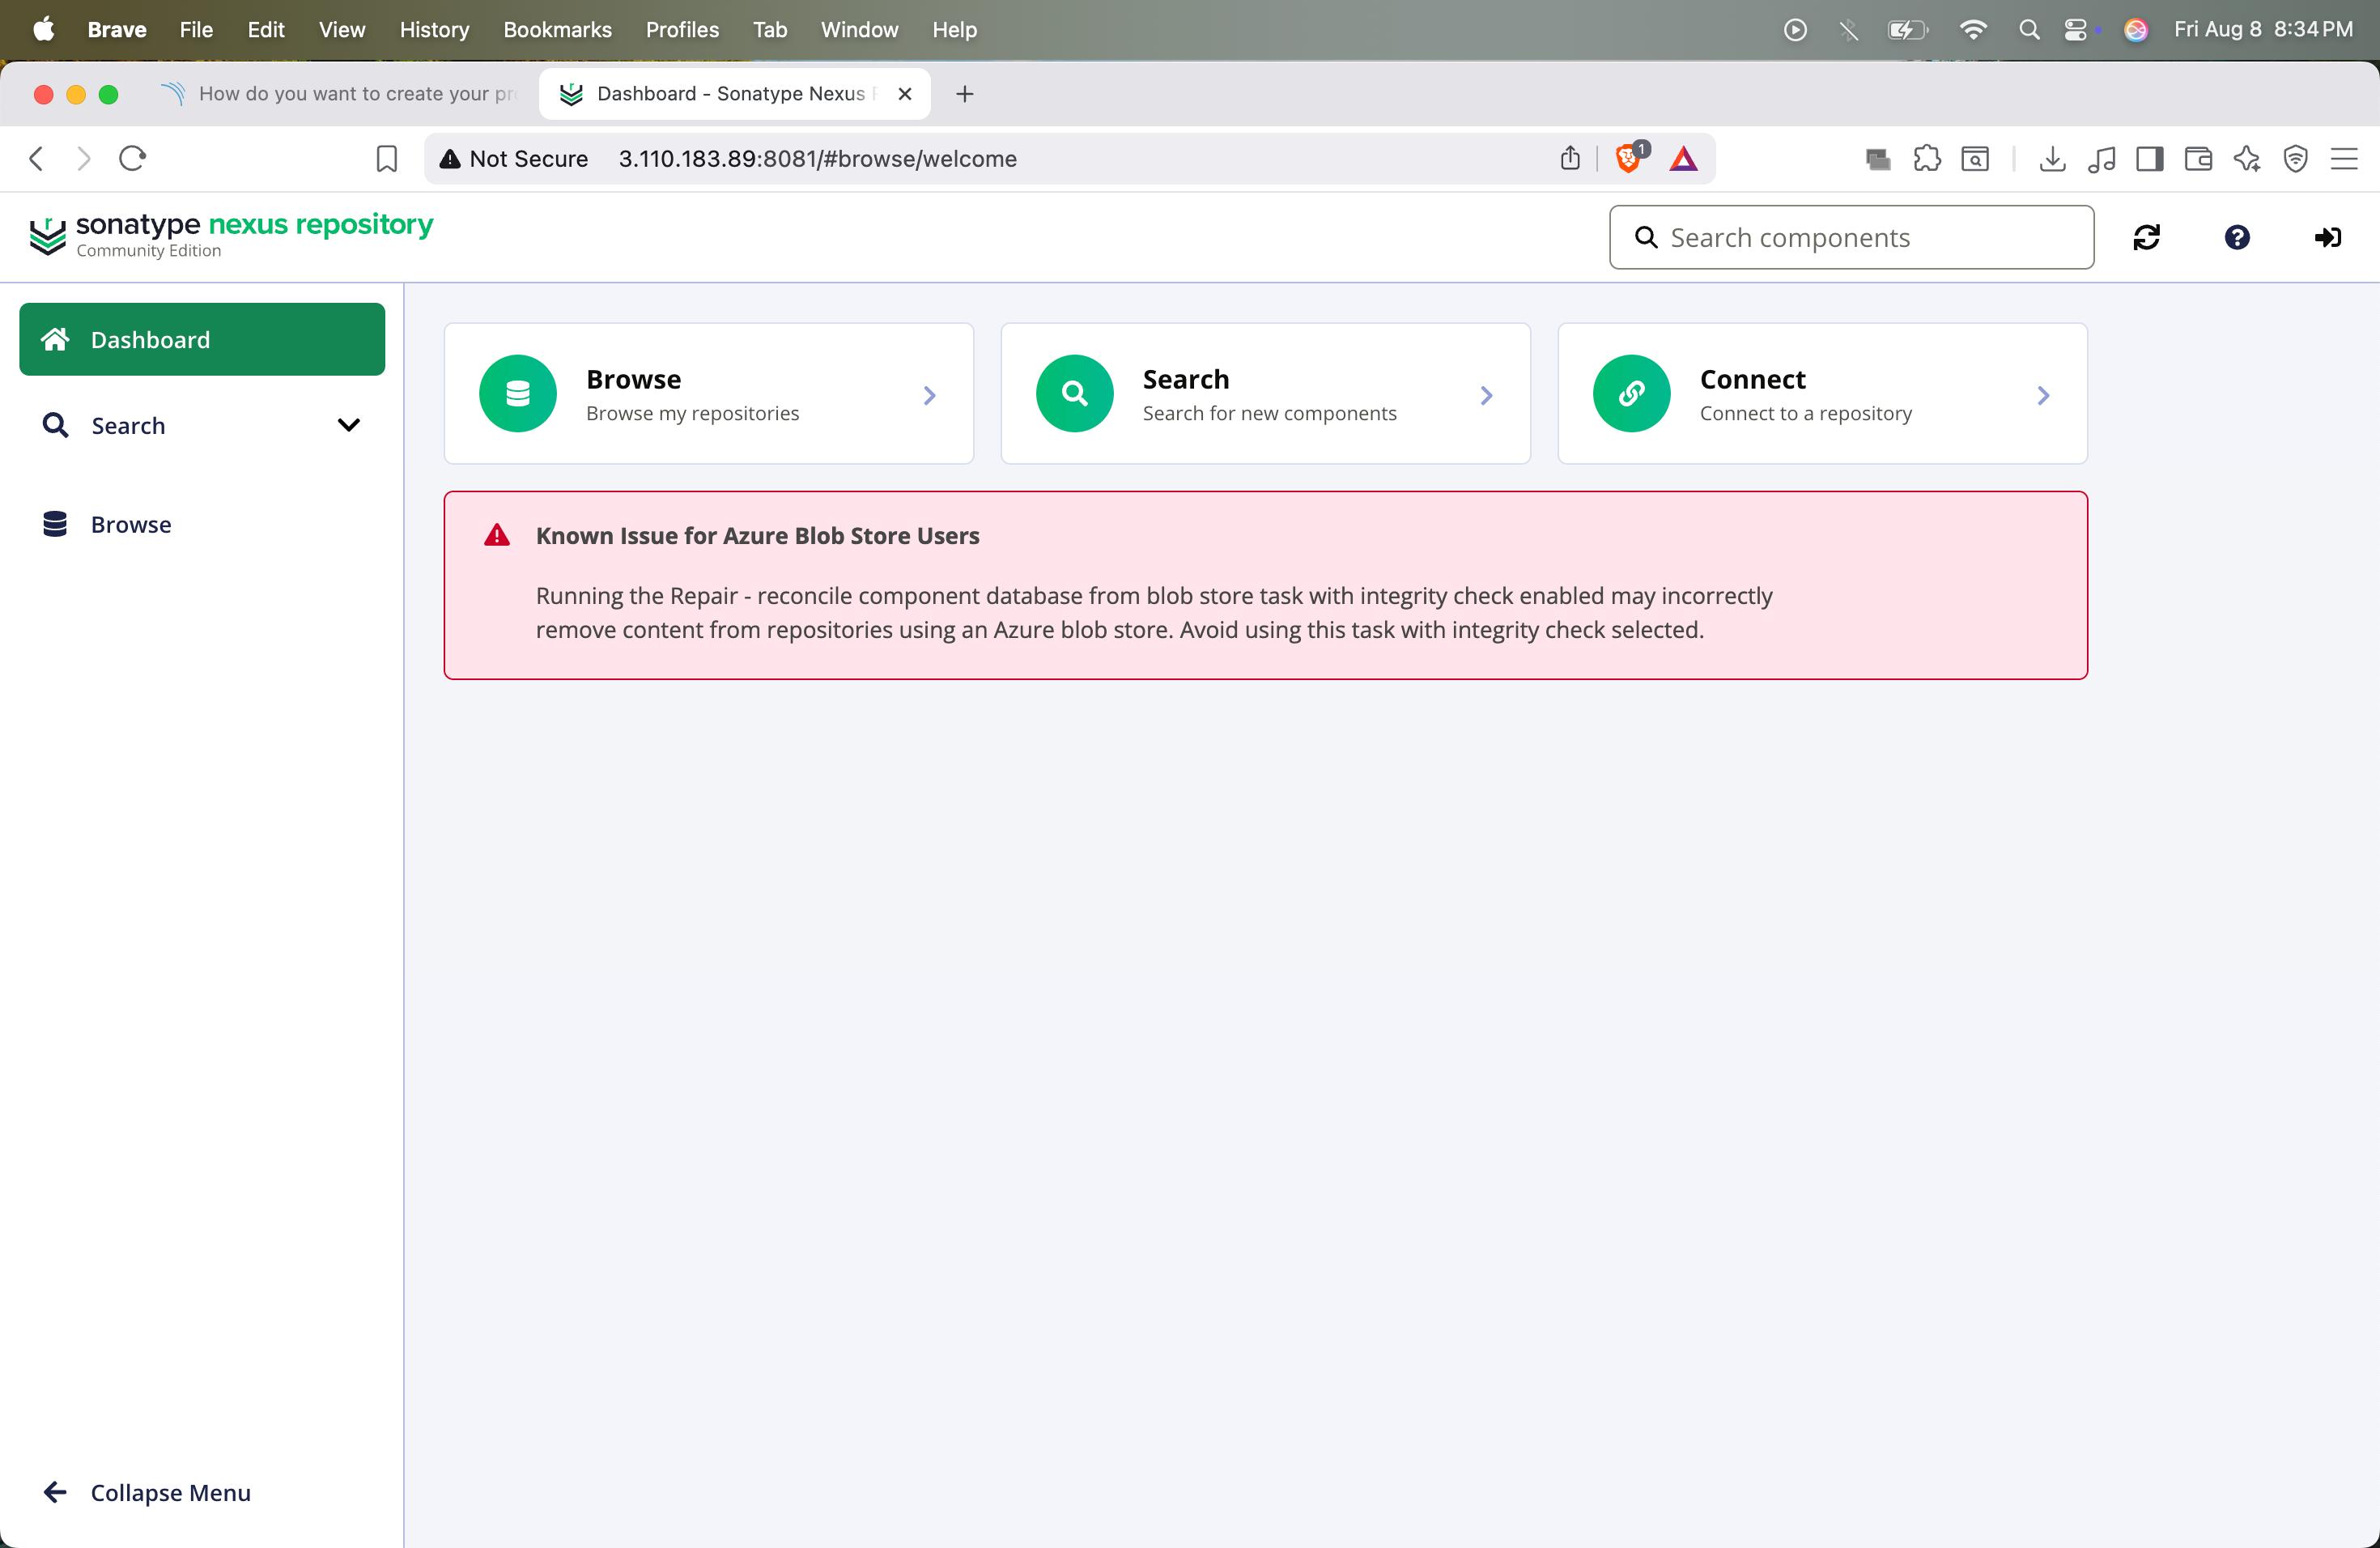 Brave File Edit View History Bookmarks Profiles Tab Window Help Fri Aug 8 8:34 PM
How do you want to create your Dashboard - Sonatype Nexus
Not Secure 3.110.183.89:8081/#browse/welcome 1
r sonatype nexus repository
Community Edition
Search components
Dashboard
Search
Browse
Collapse Menu
Browse
Browse my repositories
Search
Search for new components
Connect
Connect to a repository
Known Issue for Azure Blob Store Users
Running the Repair - reconcile component database from blob store task with integrity check enabled may incorrectly
remove content from repositories using an Azure blob store. Avoid using this task with integrity check selected.